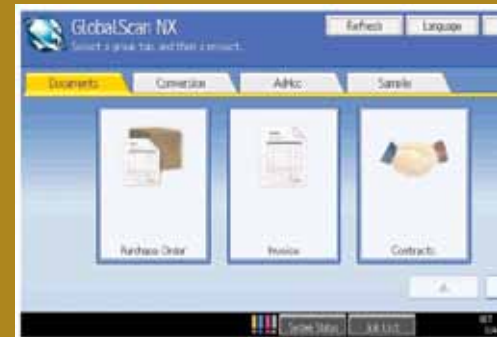 GlobalScan NX
Refresh
Language
Select a group tab, and then a project.
Documents
Conversion
AdHoc
Sample
Purchase Order
Invoice
Contracts
System Status
Job List